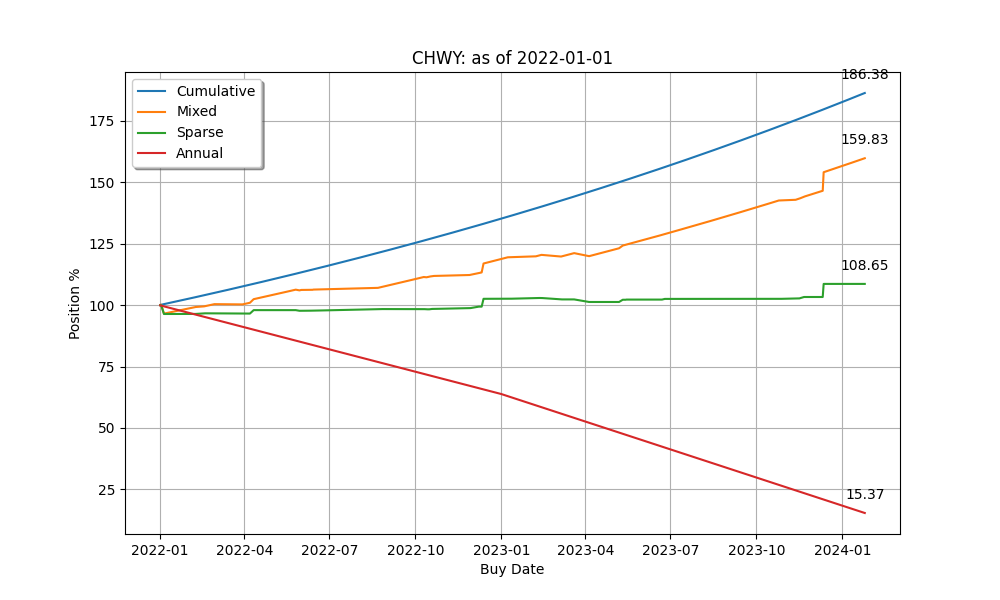 CHWY: as of 2022-01-01
186.38
Cumulative
Mixed
Sparse
Annual
175
159.83
150
125
108.65
100
75
50
25
15.37
Position %
2022-01 2022-04 2022-07 2022-10 2023-01 2023-04 2023-07 2023-10 2024-01
Buy Date